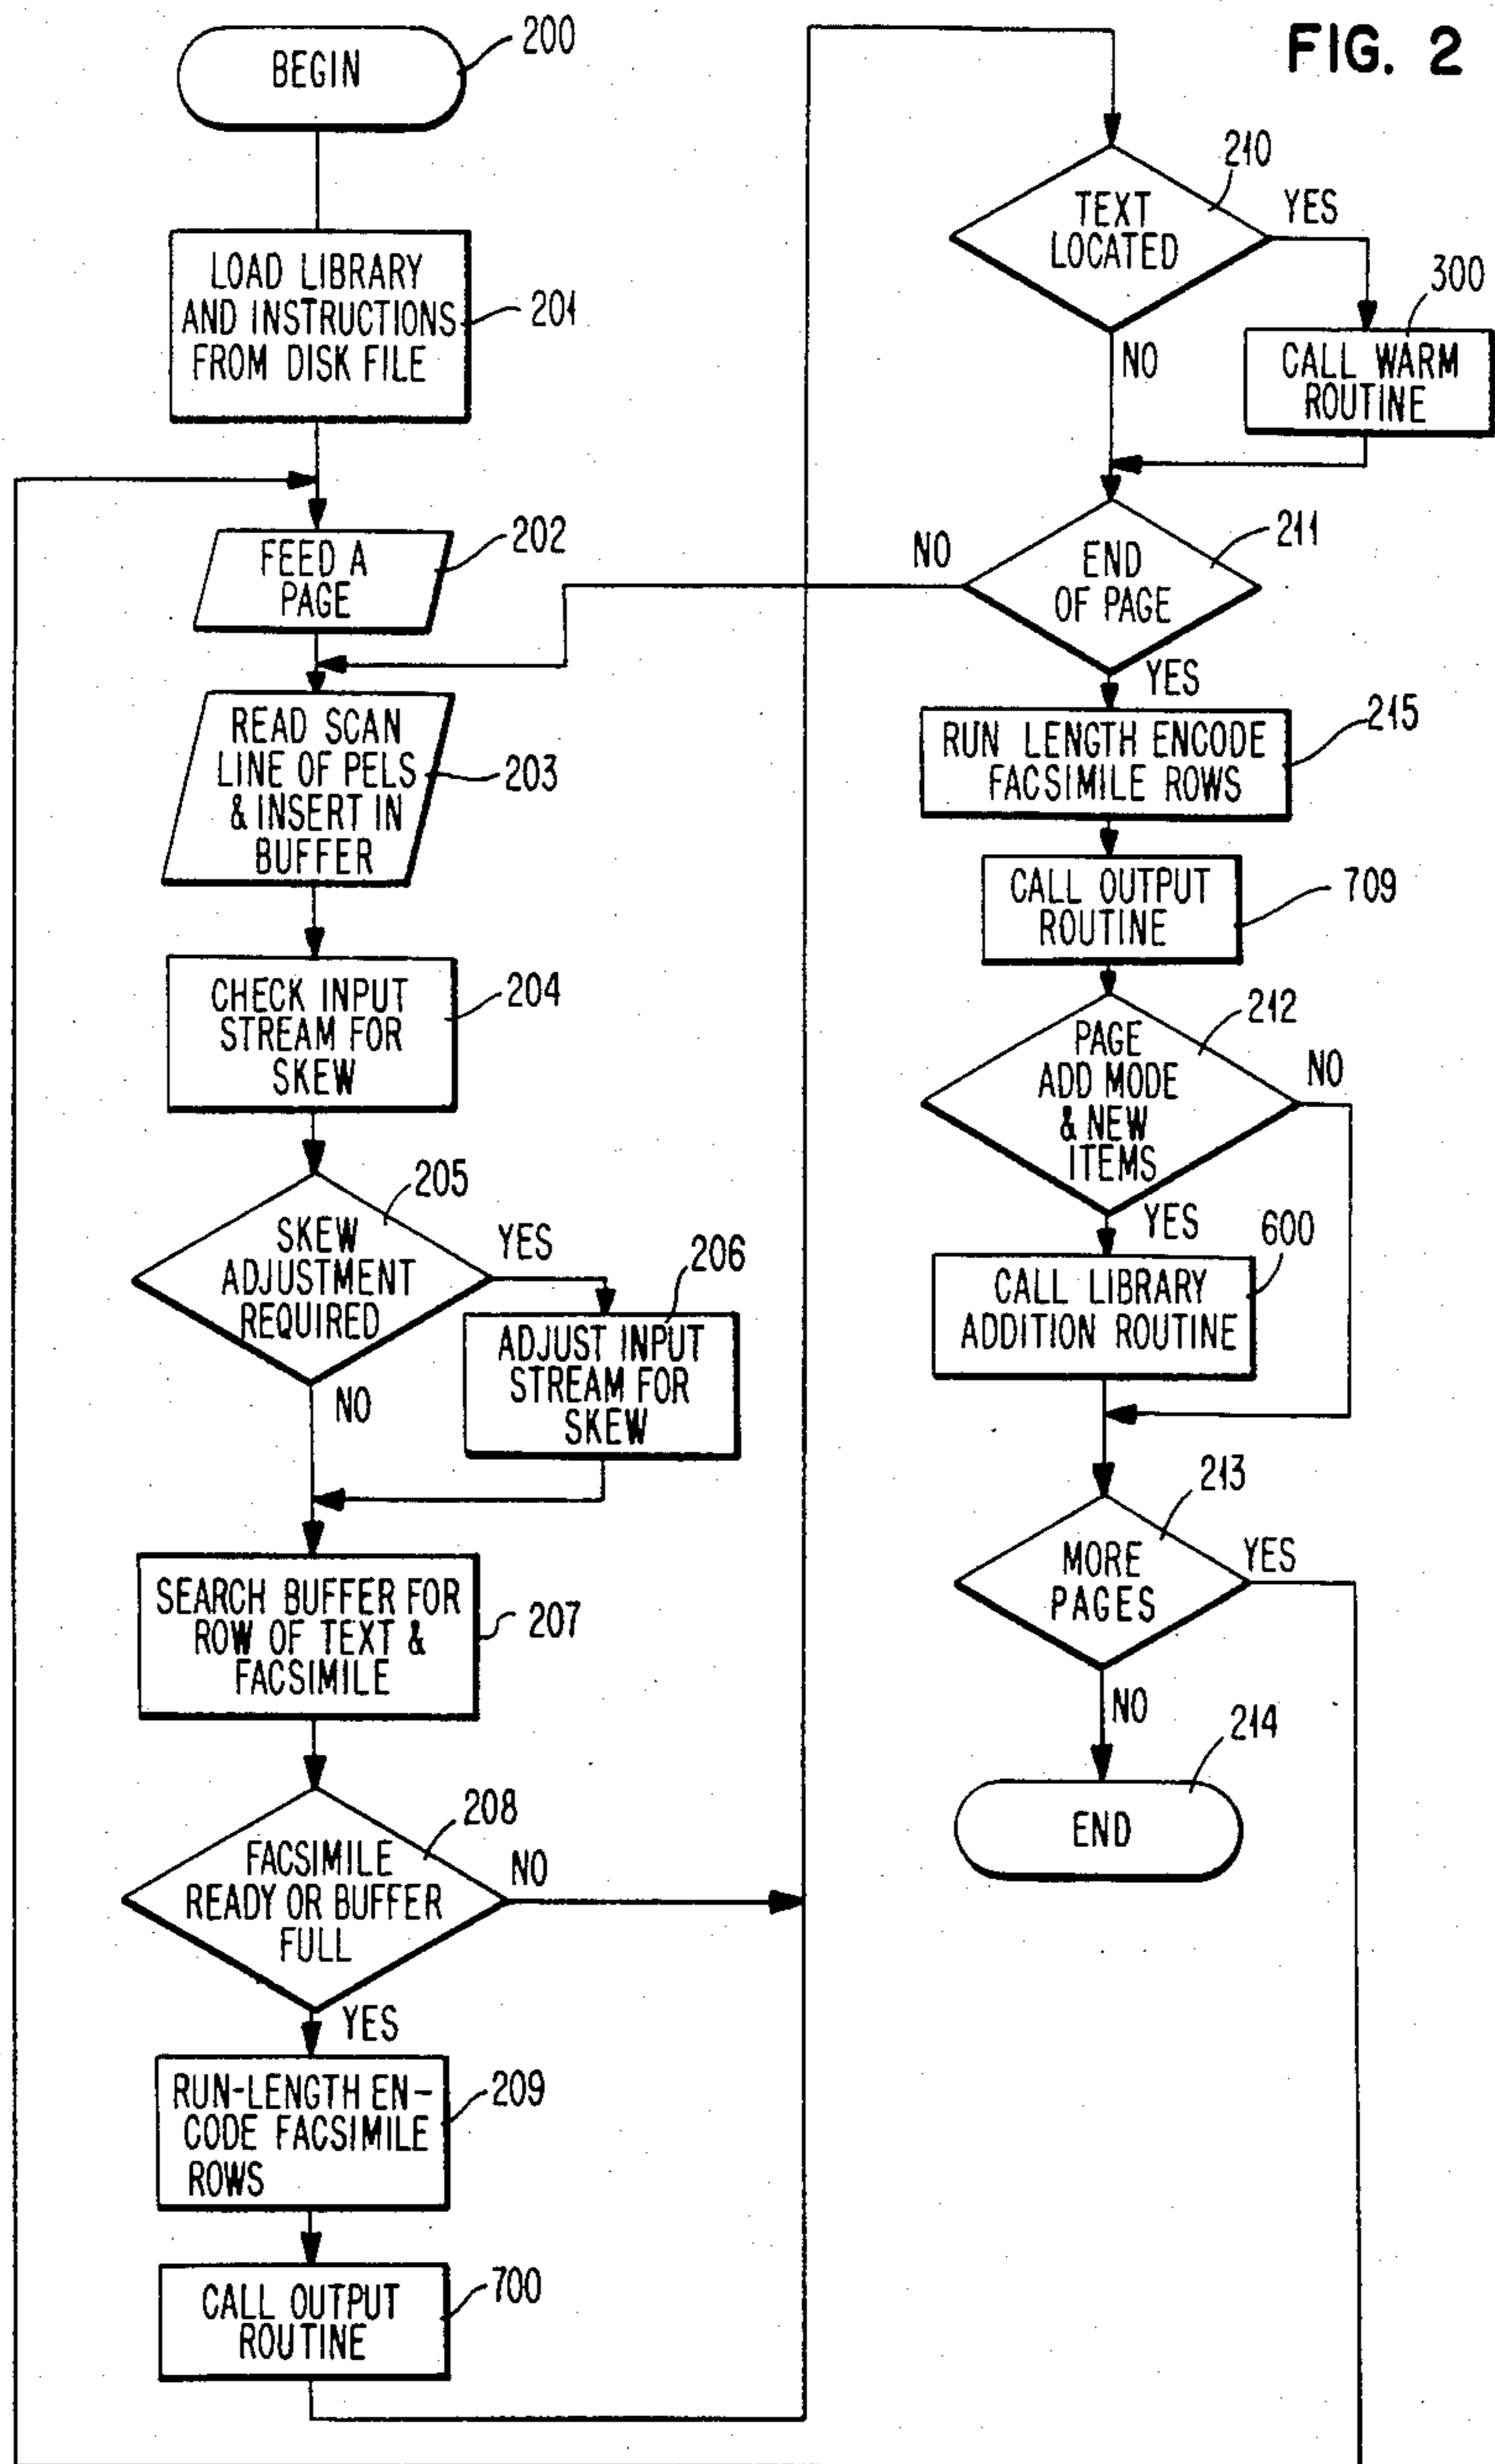 FIG. 2
BEGIN
200
LOAD LIBRARY
AND INSTRUCTIONS
FROM DISK FILE
201
FEED A
PAGE
202
READ SCAN
LINE OF PELS
& INSERT IN
BUFFER
203
CHECK INPUT
STREAM FOR
SKEW
204
SKEW
ADJUSTMENT
REQUIRED
205
YES
NO
206
ADJUST INPUT
STREAM FOR
SKEW
SEARCH BUFFER FOR
ROW OF TEXT &
FACSIMILE
207
FACSIMILE
READY OR BUFFER
FULL
208
NO
YES
RUN-LENGTH EN-
CODE FACSIMILE
ROWS
209
CALL OUTPUT
ROUTINE
700
TEXT
LOCATED
210
YES
NO
300
CALL WARM
ROUTINE
END
OF PAGE
211
NO
YES
RUN LENGTH ENCODE
FACSIMILE ROWS
215
CALL OUTPUT
ROUTINE
709
PAGE
ADD MODE
& NEW
ITEMS
212
NO
YES
CALL LIBRARY
ADDITION ROUTINE
600
MORE
PAGES
213
YES
NO
END
214